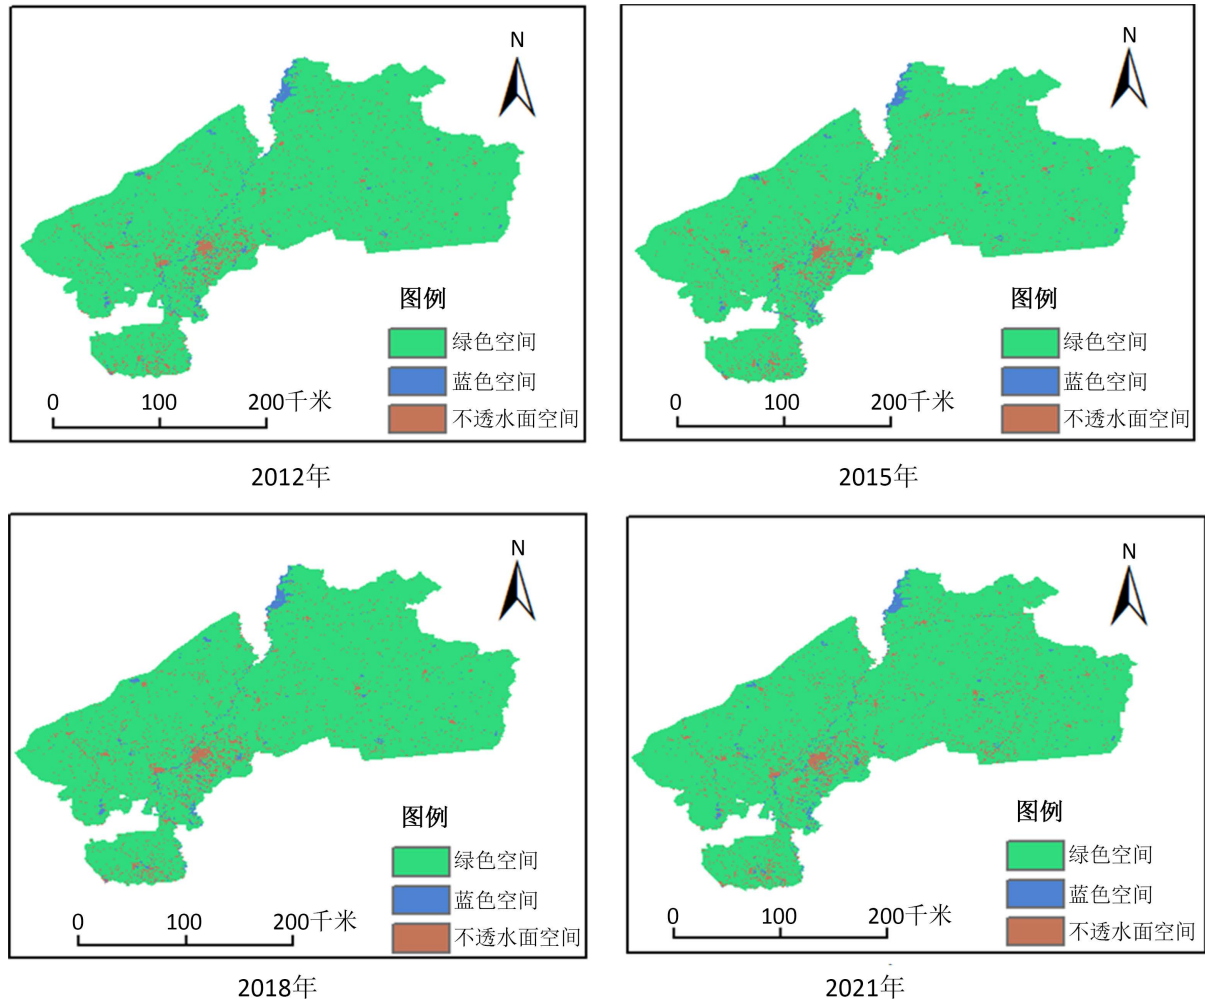 N
图例
绿色空间
蓝色空间
不透水面空间
0 100 200千米
2012年
N
图例
绿色空间
蓝色空间
不透水面空间
0 100 200千米
2015年
N
图例
绿色空间
蓝色空间
不透水面空间
0 100 200千米
2018年
N
图例
绿色空间
蓝色空间
不透水面空间
0 100 200千米
2021年